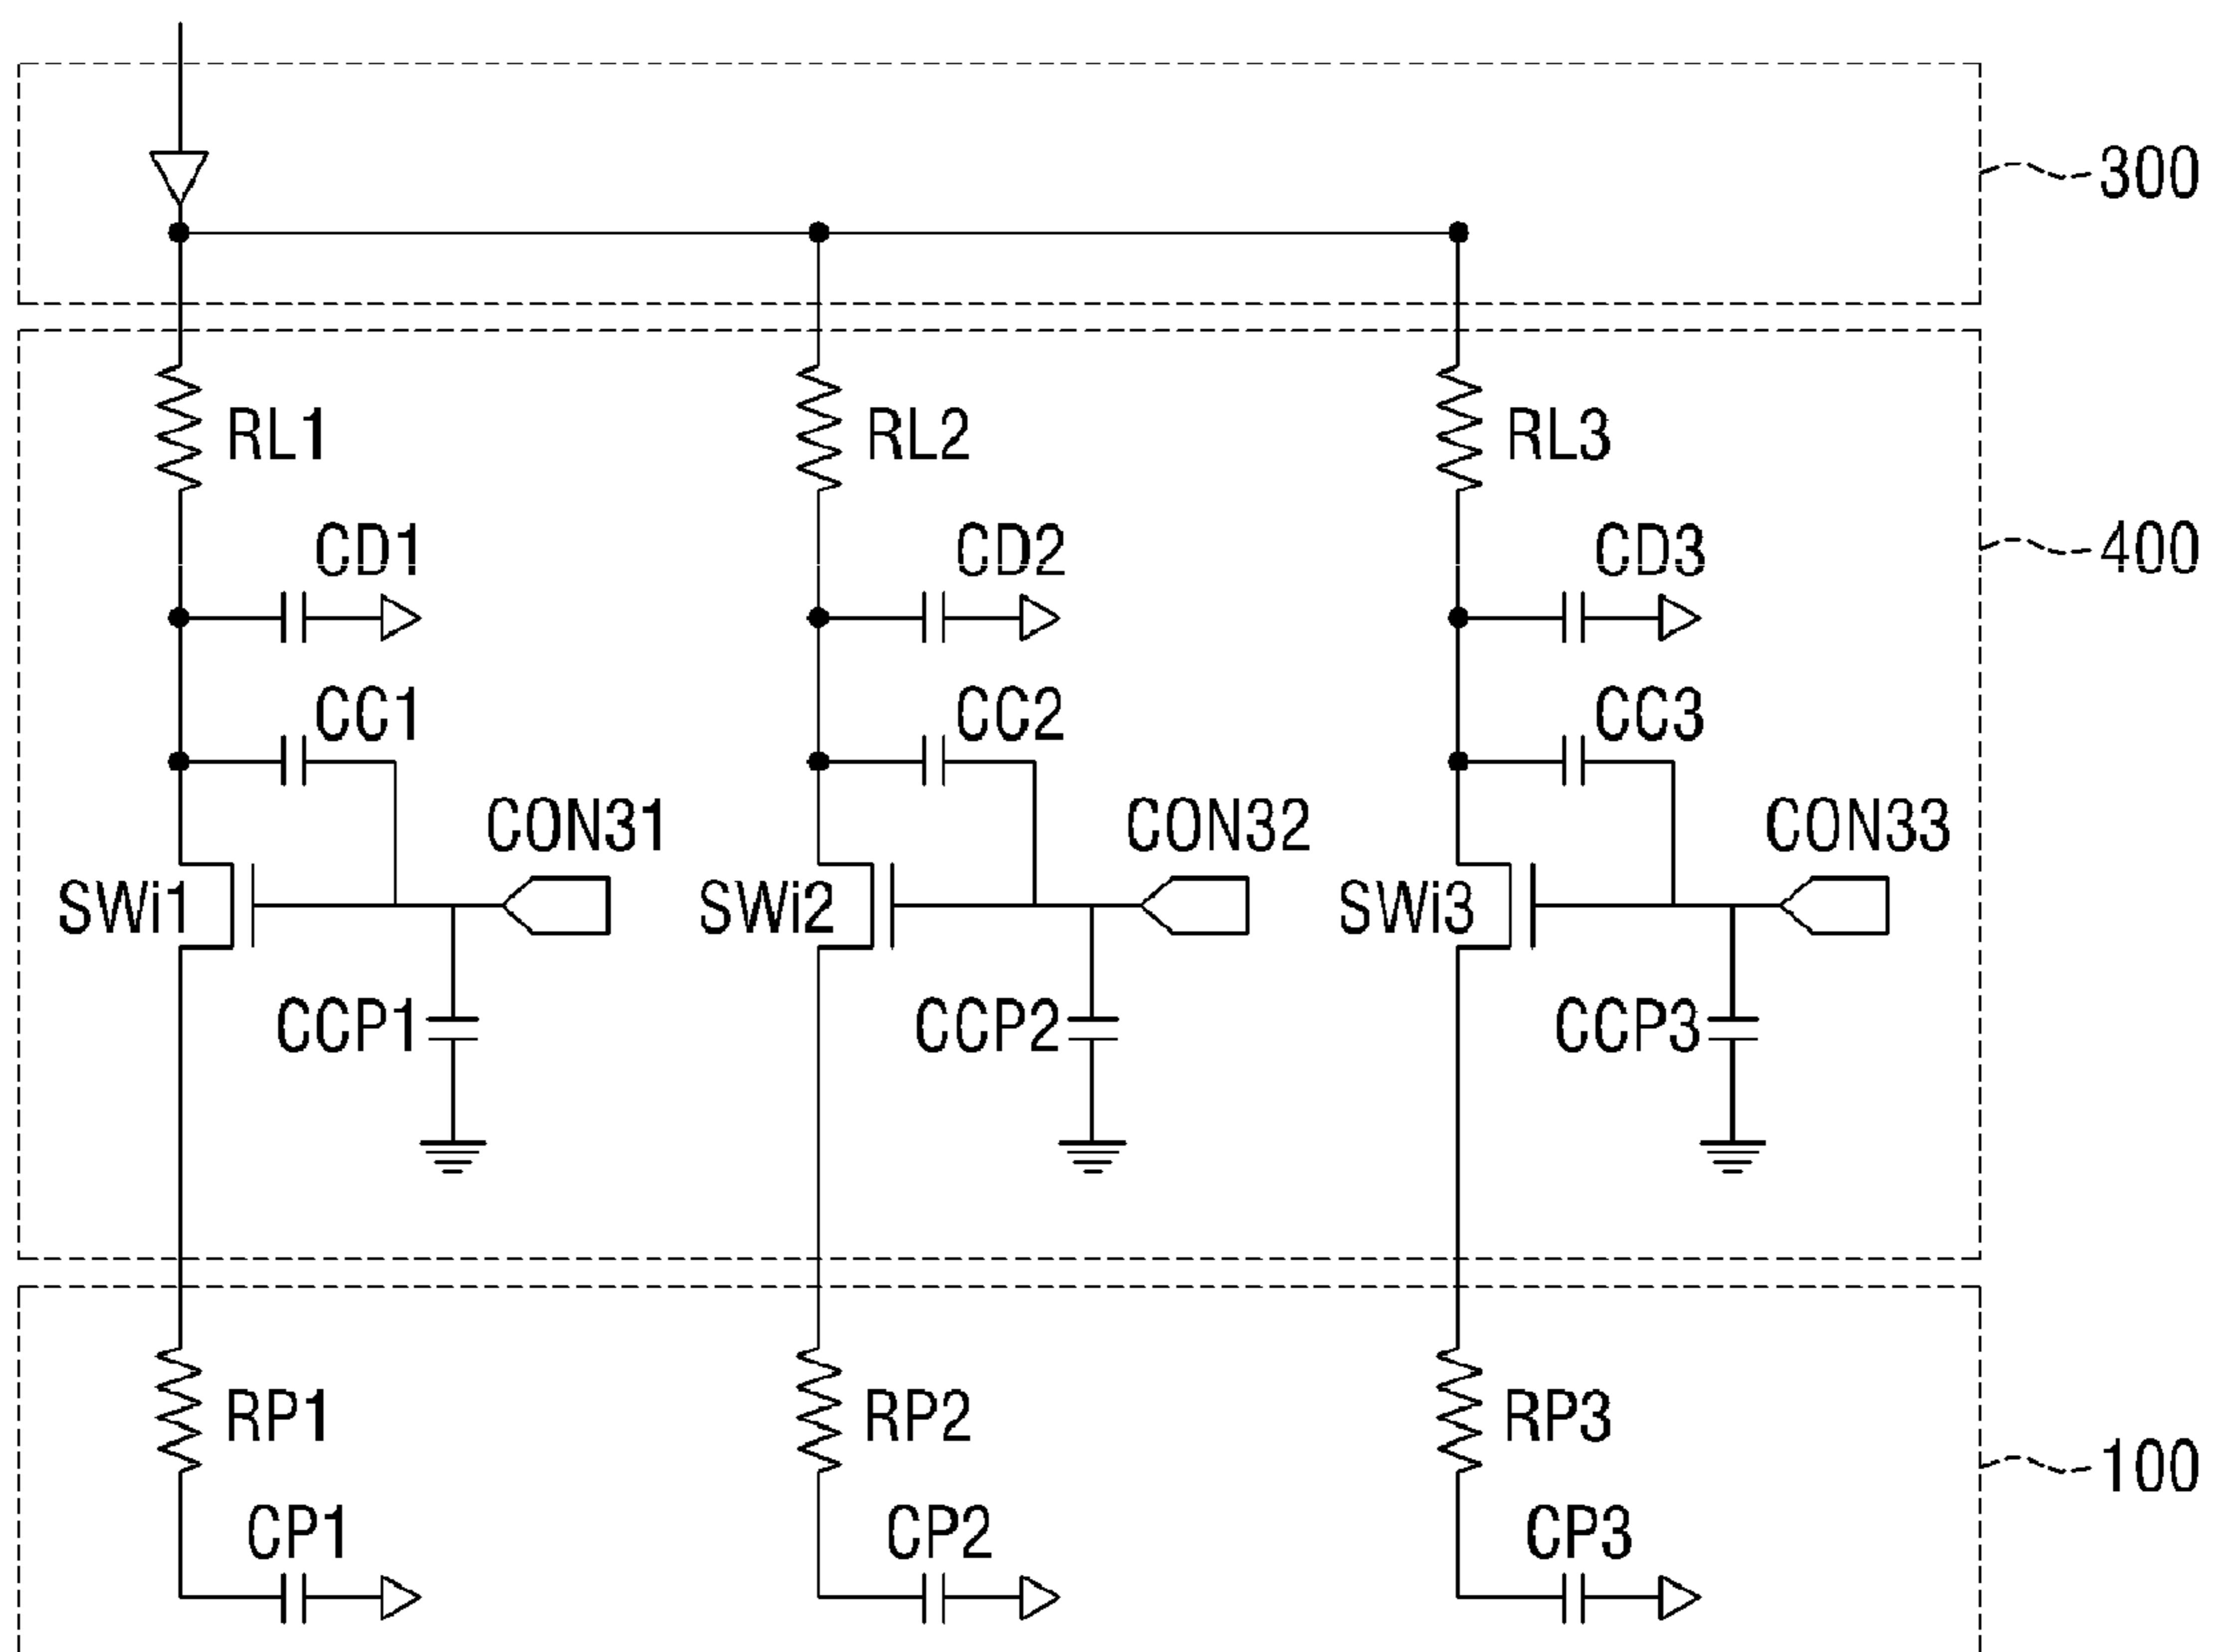 300
RL1 RL2 RL3
CD1 CD2 CD3
400
CC1 CC2 CC3
CON31 CON32 CON33
SWi1 SWi2 SWi3
CCP1 CCP2 CCP3
RP1 RP2 RP3
100
CP1 CP2 CP3